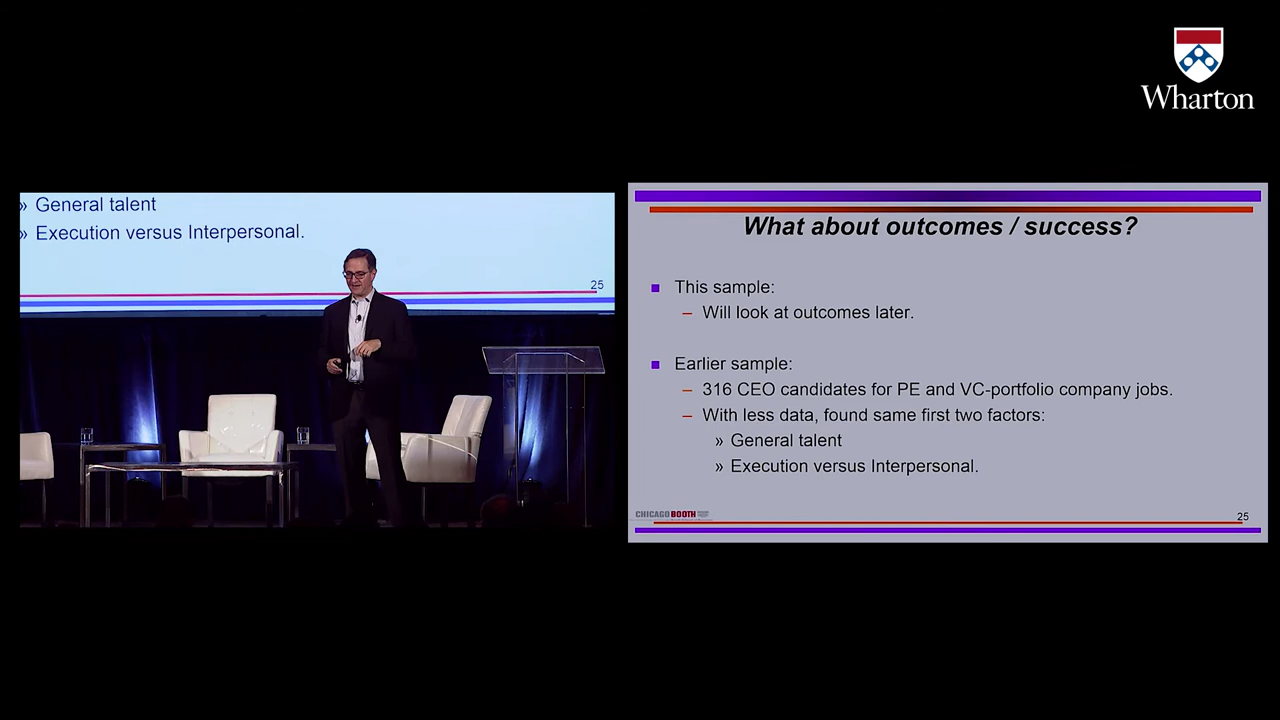 Wharton
» General talent
» Execution versus Interpersonal.
25
What about outcomes / success?
This sample:
– Will look at outcomes later.
Earlier sample:
– 316 CEO candidates for PE and VC-portfolio company jobs.
– With less data, found same first two factors:
» General talent
» Execution versus Interpersonal.
CHICAGO BOOTH
25